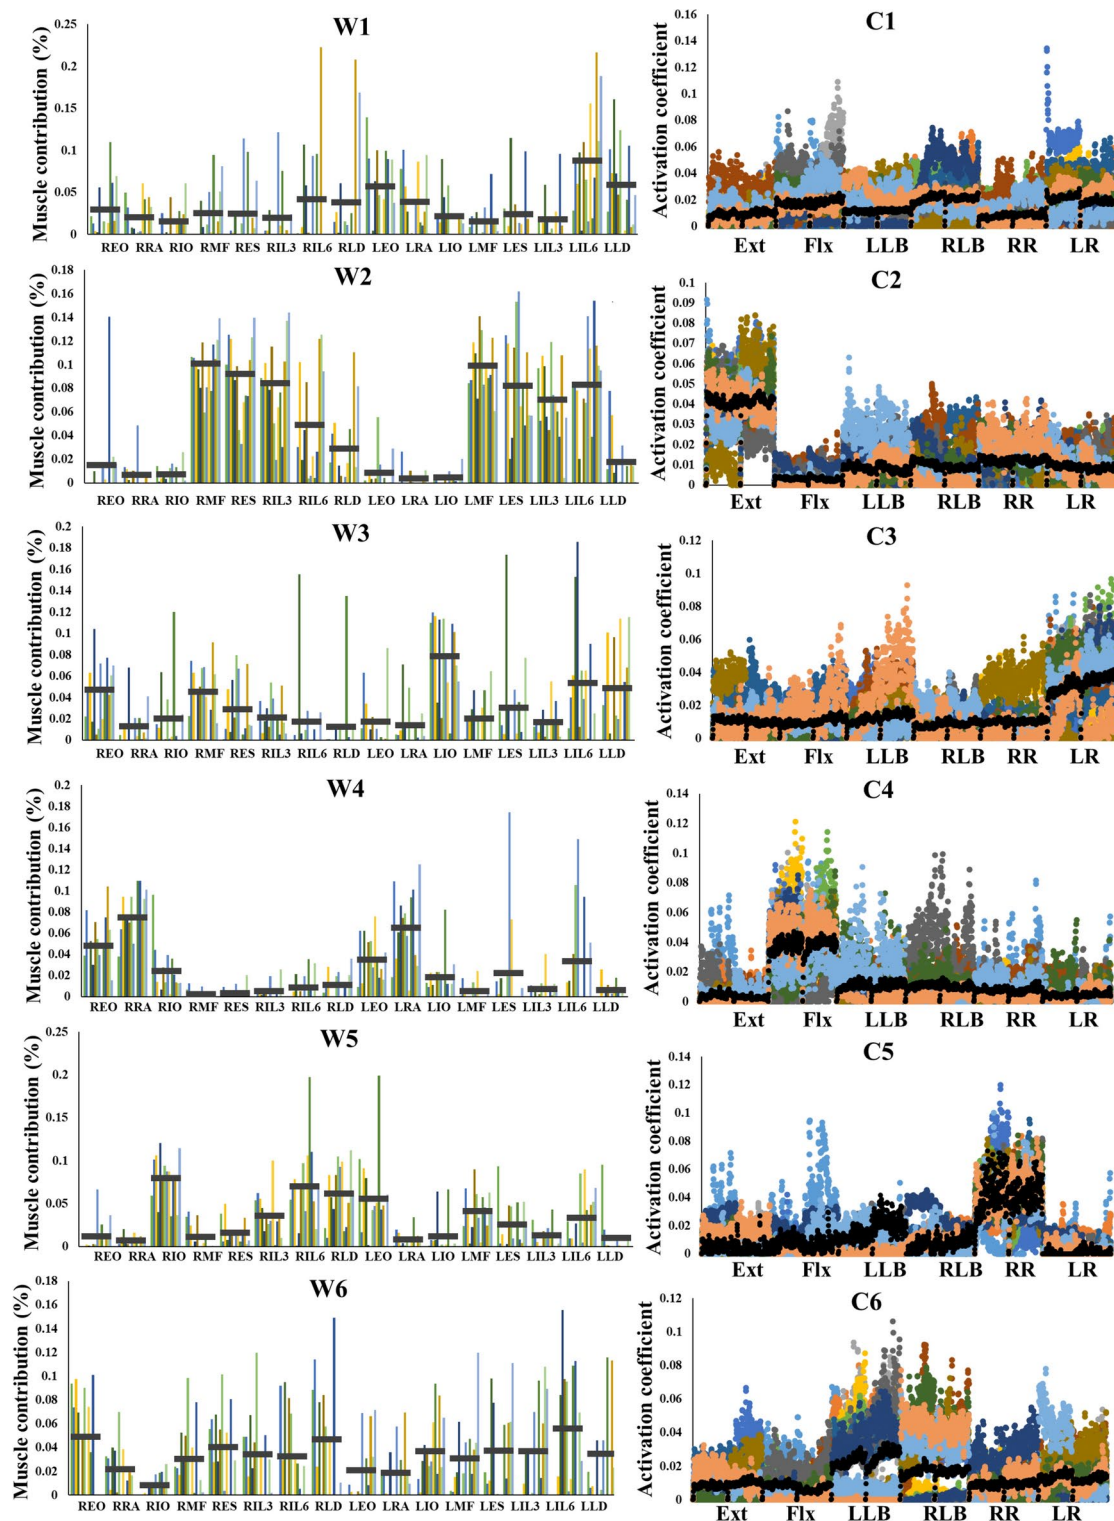 W1
Muscle contribution (%)
0.25
0.2
0.15
0.1
0.05
0
REO RRA RIO RMF RES RIL3 RIL6 RLD LEO LRA LIO LMF LES LIL3 LIL6 LLD
C1
Activation coefficient
0.16
0.14
0.12
0.1
0.08
0.06
0.04
0.02
0
Ext Flx LLB RLB RR LR
W2
Muscle contribution (%)
0.18
0.16
0.14
0.12
0.1
0.08
0.06
0.04
0.02
0
REO RRA RIO RMF RES RIL3 RIL6 RLD LEO LRA LIO LMF LES LIL3 LIL6 LLD
C2
Activation coefficient
0.1
0.09
0.08
0.07
0.06
0.05
0.04
0.03
0.02
0.01
0
Ext Flx LLB RLB RR LR
W3
Muscle contribution (%)
0.2
0.18
0.16
0.14
0.12
0.1
0.08
0.06
0.04
0.02
0
REO RRA RIO RMF RES RIL3 RIL6 RLD LEO LRA LIO LMF LES LIL3 LIL6 LLD
C3
Activation coefficient
0.12
0.1
0.08
0.06
0.04
0.02
0
Ext Flx LLB RLB RR LR
W4
Muscle contribution (%)
0.2
0.18
0.16
0.14
0.12
0.1
0.08
0.06
0.04
0.02
0
REO RRA RIO RMF RES RIL3 RIL6 RLD LEO LRA LIO LMF LES LIL3 LIL6 LLD
C4
Activation coefficient
0.14
0.12
0.1
0.08
0.06
0.04
0.02
0
Ext Flx LLB RLB RR LR
W5
Muscle contribution (%)
0.25
0.2
0.15
0.1
0.05
0
REO RRA RIO RMF RES RIL3 RIL6 RLD LEO LRA LIO LMF LES LIL3 LIL6 LLD
C5
Activation coefficient
0.14
0.12
0.1
0.08
0.06
0.04
0.02
0
Ext Flx LLB RLB RR LR
W6
Muscle contribution (%)
0.18
0.16
0.14
0.12
0.1
0.08
0.06
0.04
0.02
0
REO RRA RIO RMF RES RIL3 RIL6 RLD LEO LRA LIO LMF LES LIL3 LIL6 LLD
C6
Activation coefficient
0.12
0.1
0.08
0.06
0.04
0.02
0
Ext Flx LLB RLB RR LR